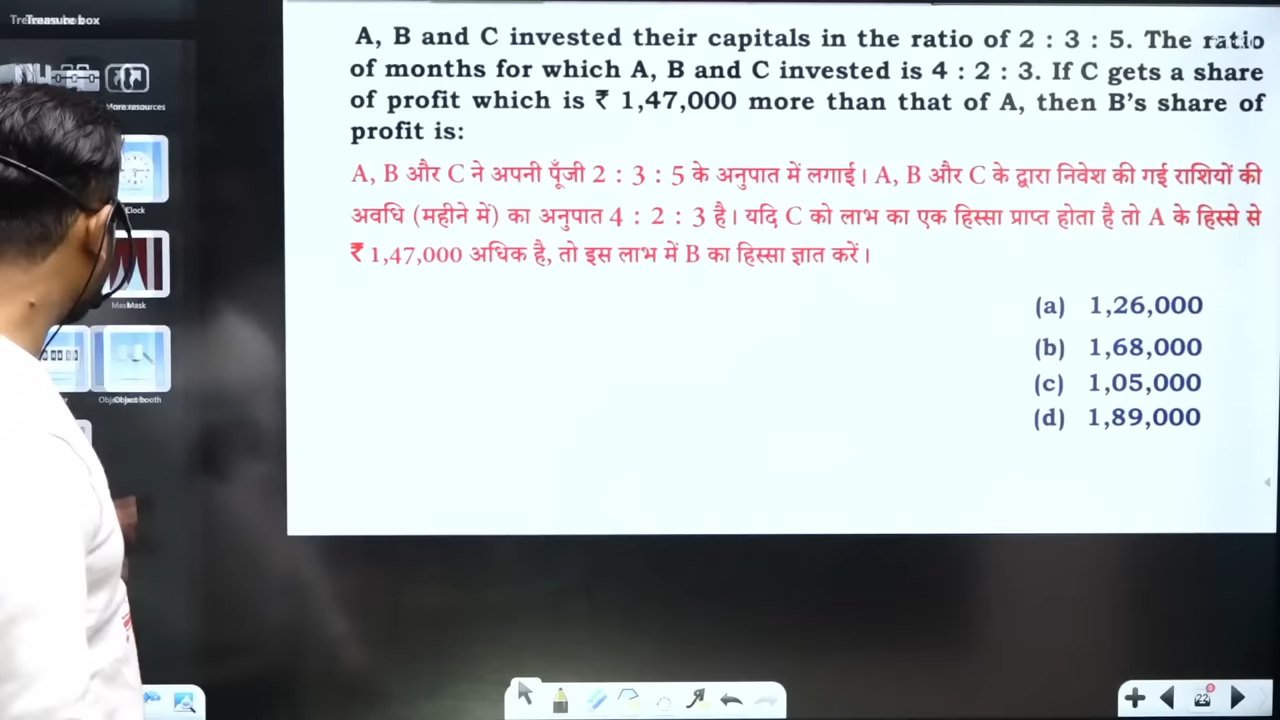 Treasure box
More resources
Clock
Mask
Object booth
A, B and C invested their capitals in the ratio of 2 : 3 : 5. The ratio
of months for which A, B and C invested is 4 : 2 : 3. If C gets a share
of profit which is ₹ 1,47,000 more than that of A, then B's share of
profit is:
A, B और C ने अपनी पूँजी 2 : 3 : 5 के अनुपात में लगाई। A, B और C के द्वारा निवेश की गई राशियों की
अवधि (महीने में) का अनुपात 4 : 2 : 3 है। यदि C को लाभ का एक हिस्सा प्राप्त होता है तो A के हिस्से से
₹ 1,47,000 अधिक है, तो इस लाभ में B का हिस्सा ज्ञात करें।
(a) 1,26,000
(b) 1,68,000
(c) 1,05,000
(d) 1,89,000
22